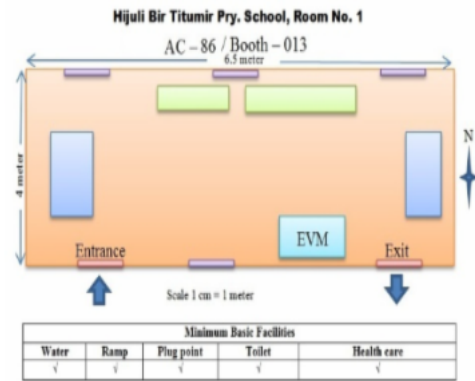 Hijuli Bir Titumir Pry. School, Room No. 1
AC – 86 / Booth – 013
6.5 meter
4 meter
N
EVM
Entrance
Exit
Scale 1 cm = 1 meter
Minimum Basic Facilities
Water Ramp Plug point Toilet Health care
√ √ √ √ √